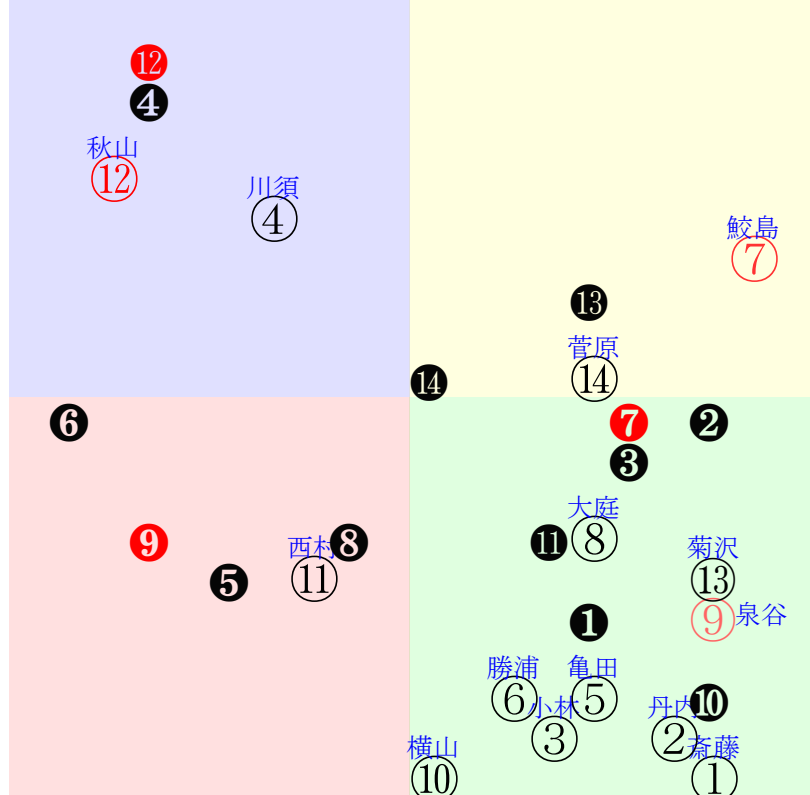 ⓬
❹
秋山
⑫
川須
④
鮫島
⑦
⓭
菅原
⑭
⓮
❻
❼
❷
❸
大庭
⑧
❾
西村
❽
⓫
菊沢
⑪
❺
⑬
⑨
泉谷
❶
勝浦
亀田
⑥
小林
⑤
丹内
❿
③
②
斎藤
横山
⑩
①